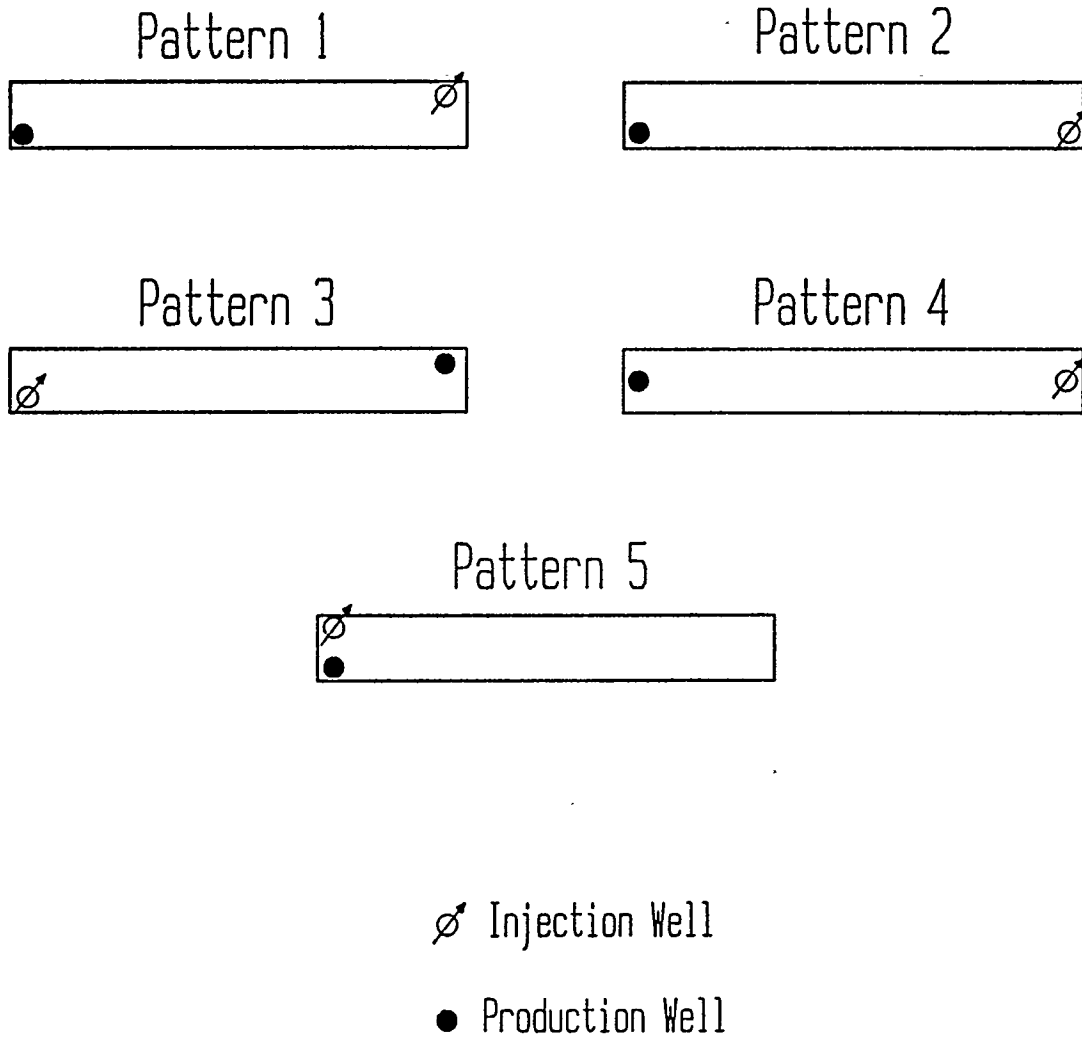 Pattern 1
Pattern 2
Pattern 3
Pattern 4
Pattern 5
Injection Well
Production Well